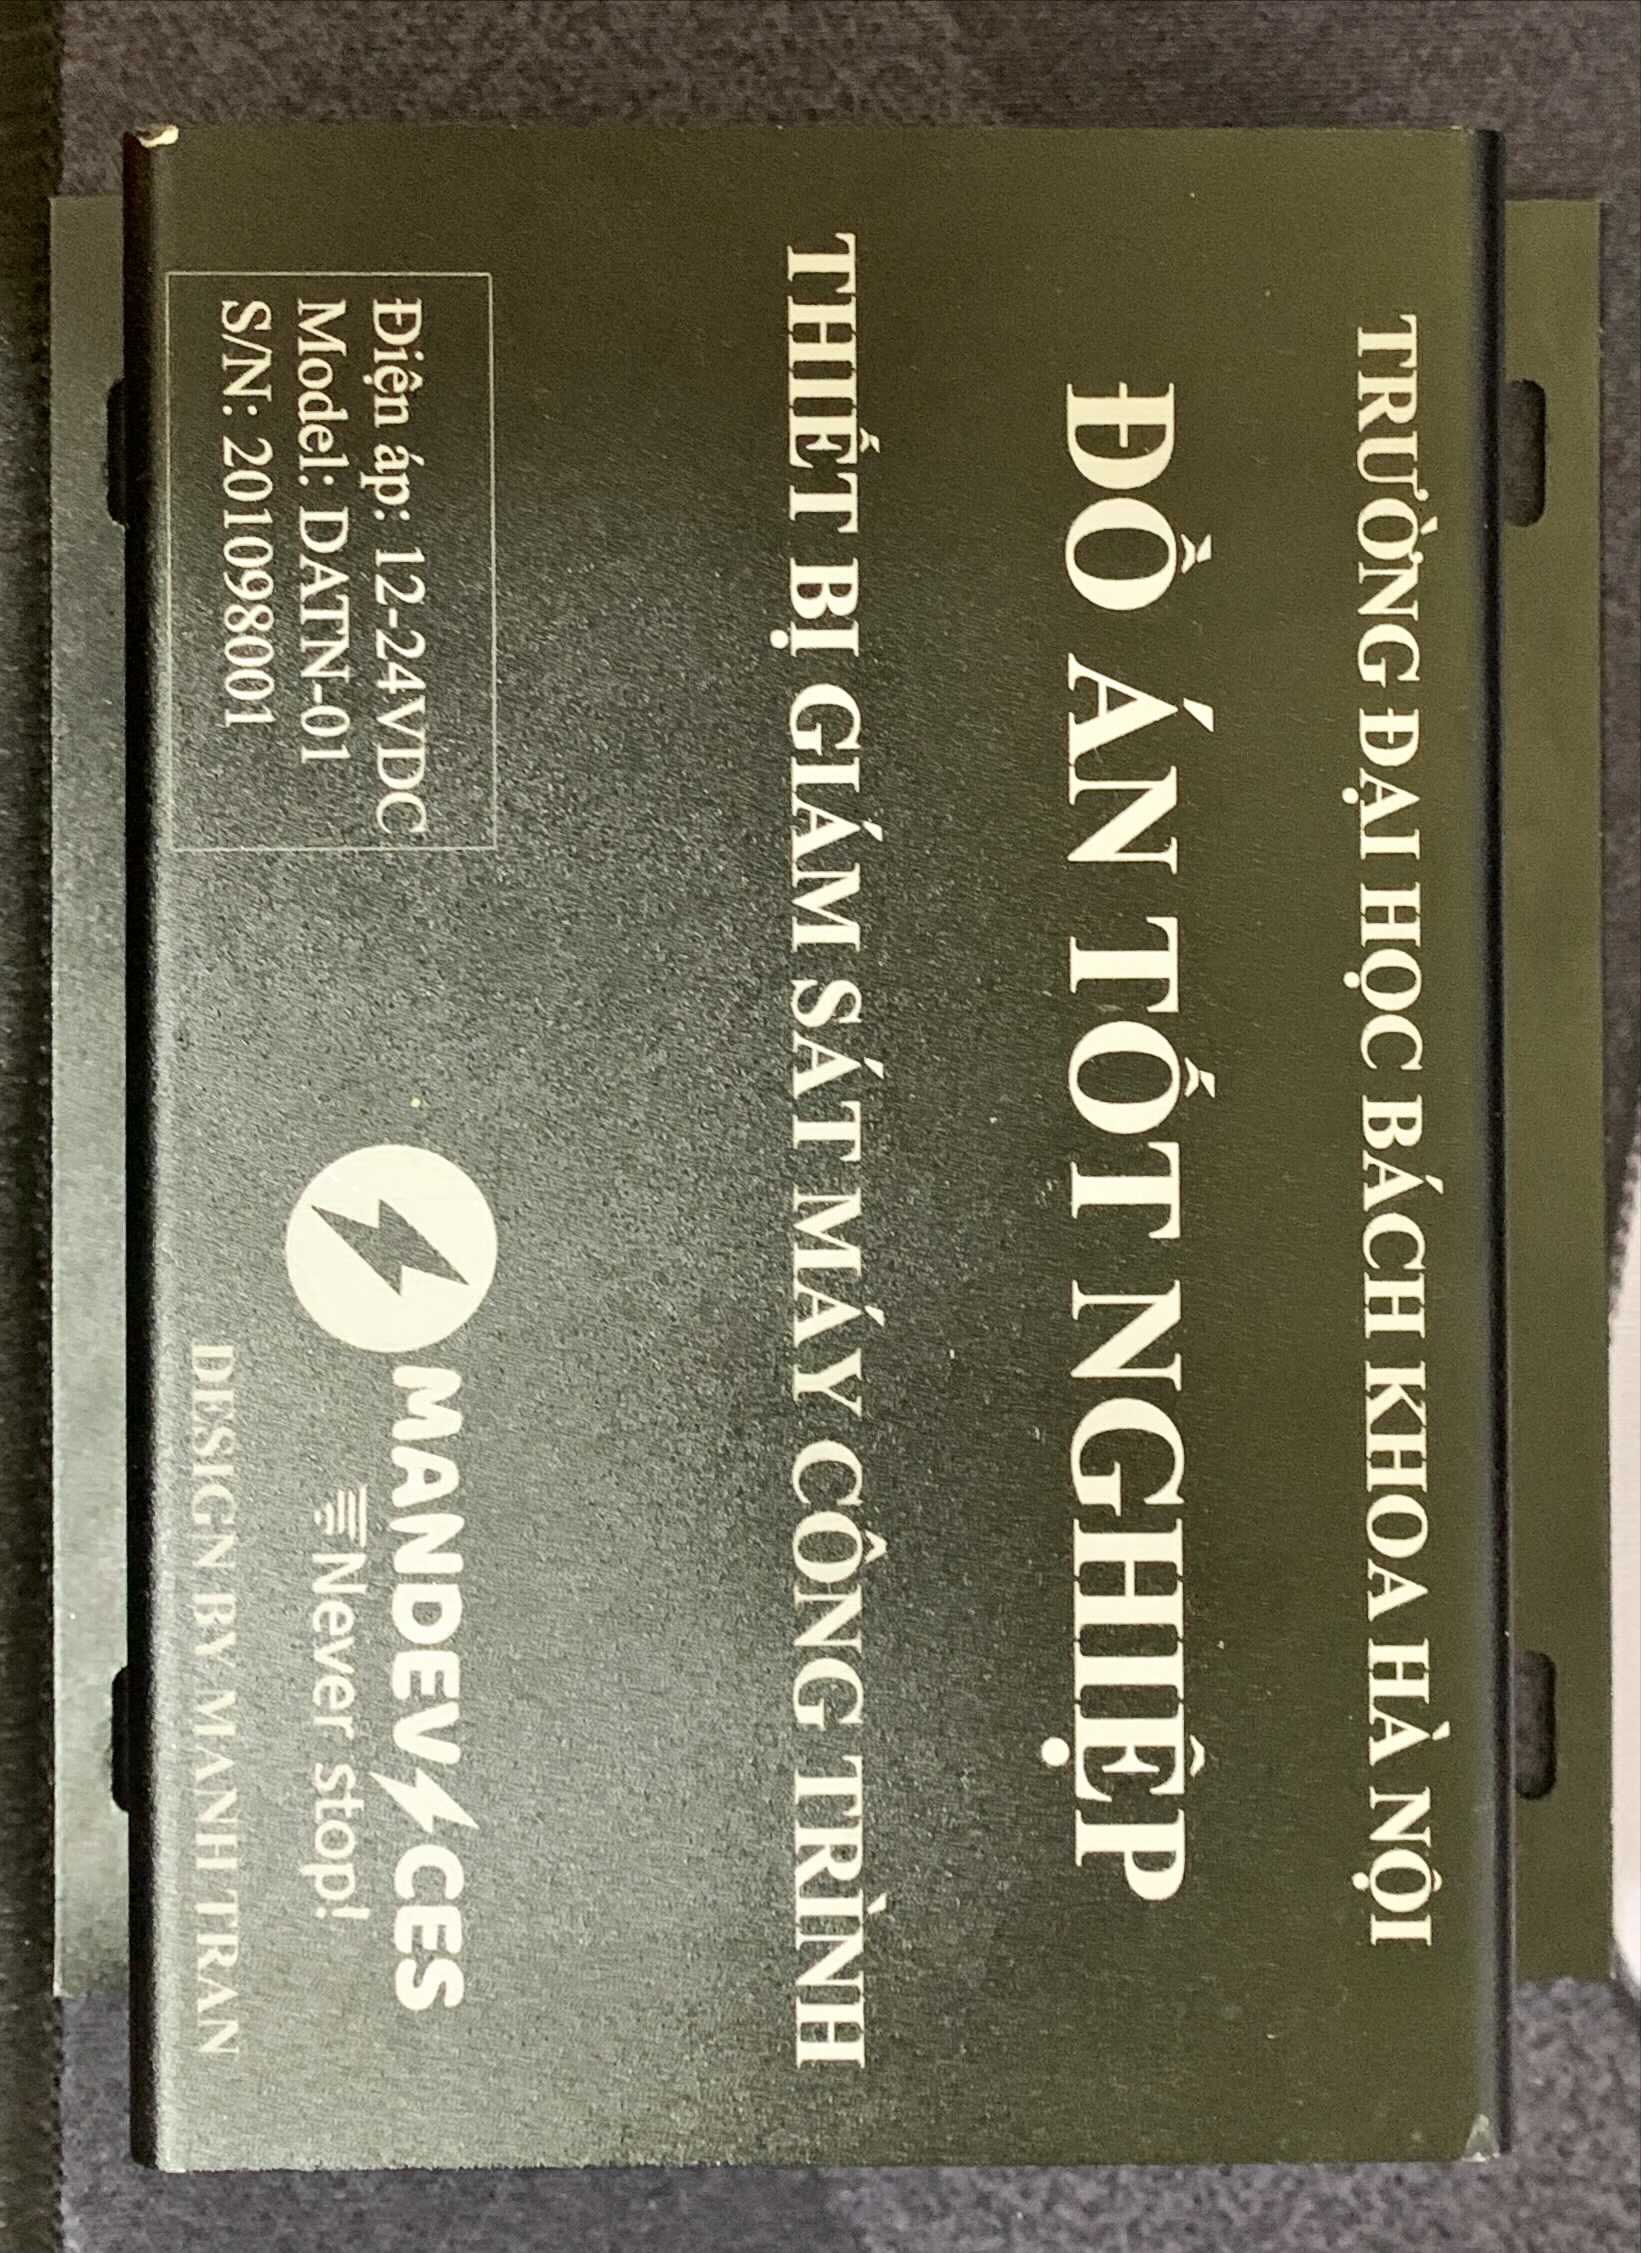 TRƯỜNG ĐẠI HỌC BÁCH KHOA HÀ NỘI
ĐỒ ÁN TỐT NGHIỆP
THIẾT BỊ GIÁM SÁT MÁY CÔNG TRÌNH
Điện áp: 12-24VDC
Model: DATN-01
S/N: 201098001
MANDEVICES
Never stop!
DESIGN BY MANH TRAN